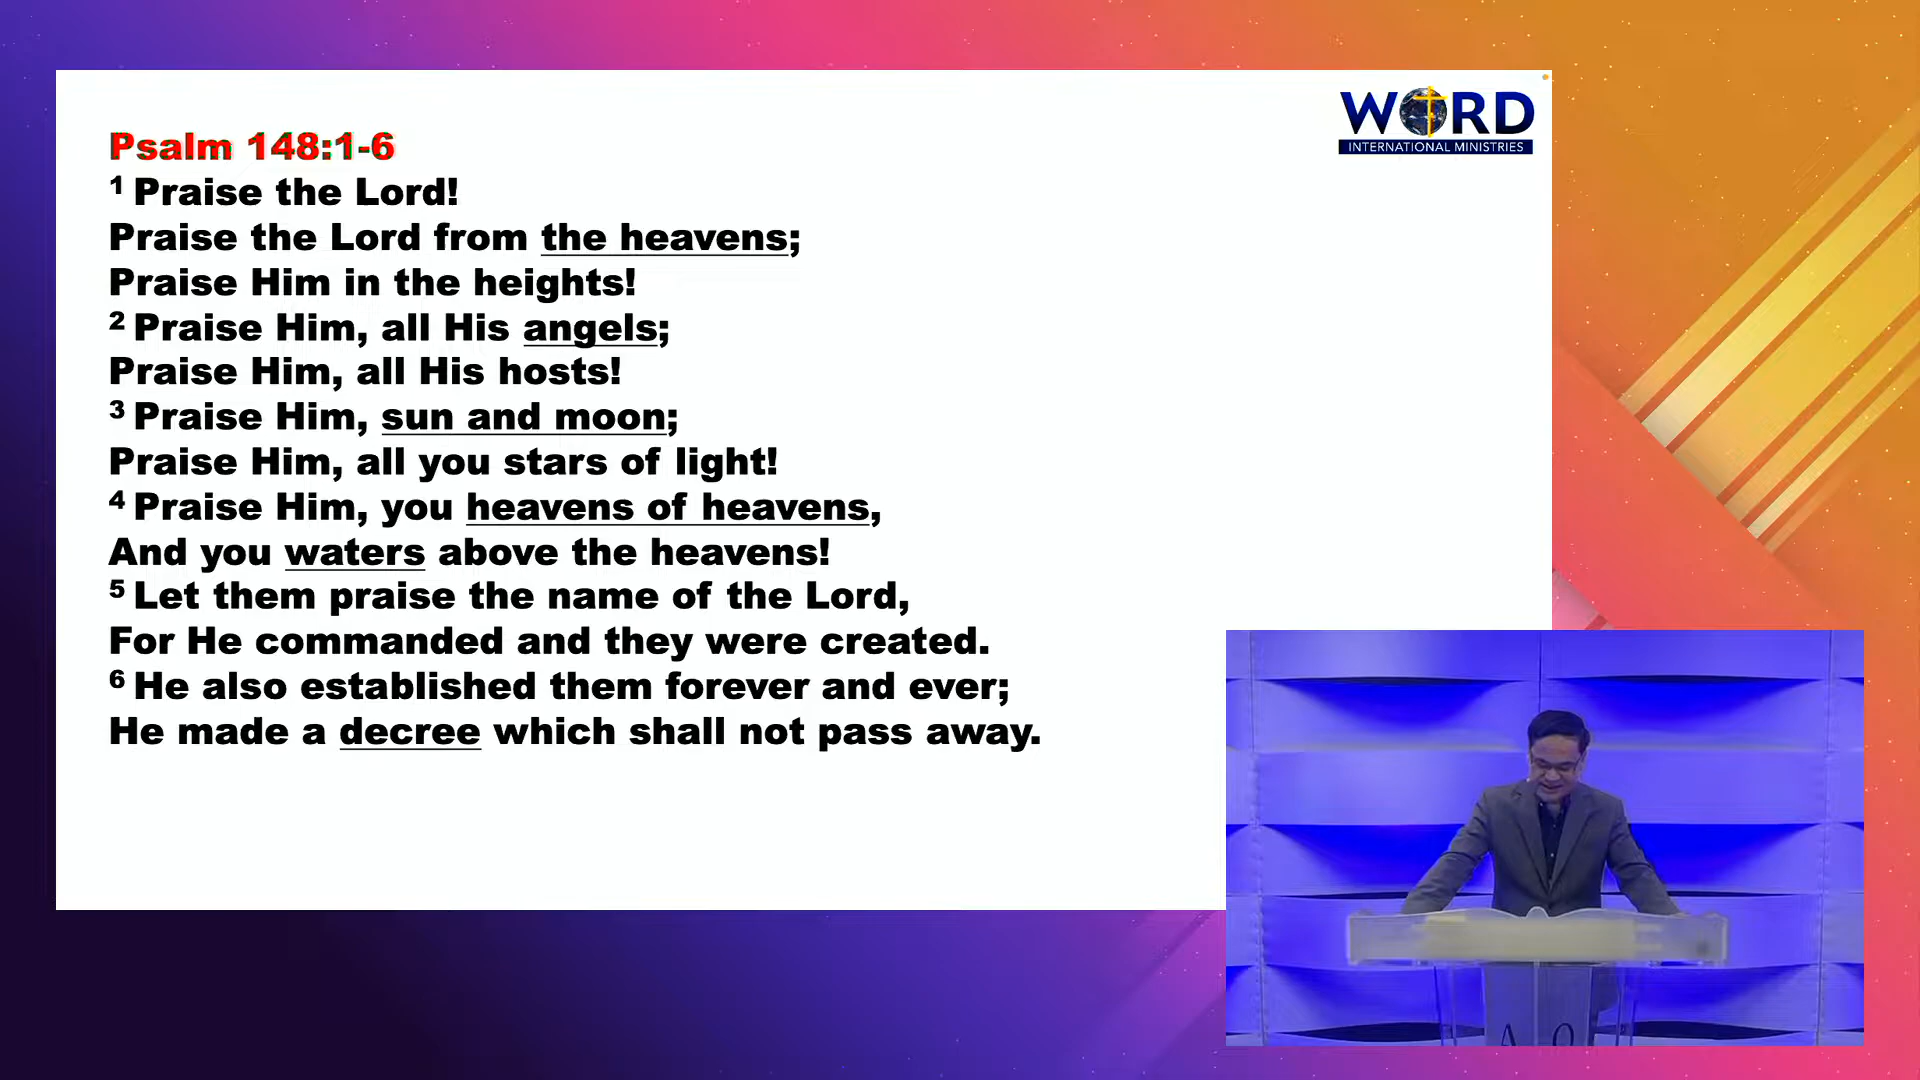 WORD
INTERNATIONAL MINISTRIES
Psalm 148:1-6
1 Praise the Lord!
Praise the Lord from the heavens;
Praise Him in the heights!
2 Praise Him, all His angels;
Praise Him, all His hosts!
3 Praise Him, sun and moon;
Praise Him, all you stars of light!
4 Praise Him, you heavens of heavens,
And you waters above the heavens!
5 Let them praise the name of the Lord,
For He commanded and they were created.
6 He also established them forever and ever;
He made a decree which shall not pass away.
A O